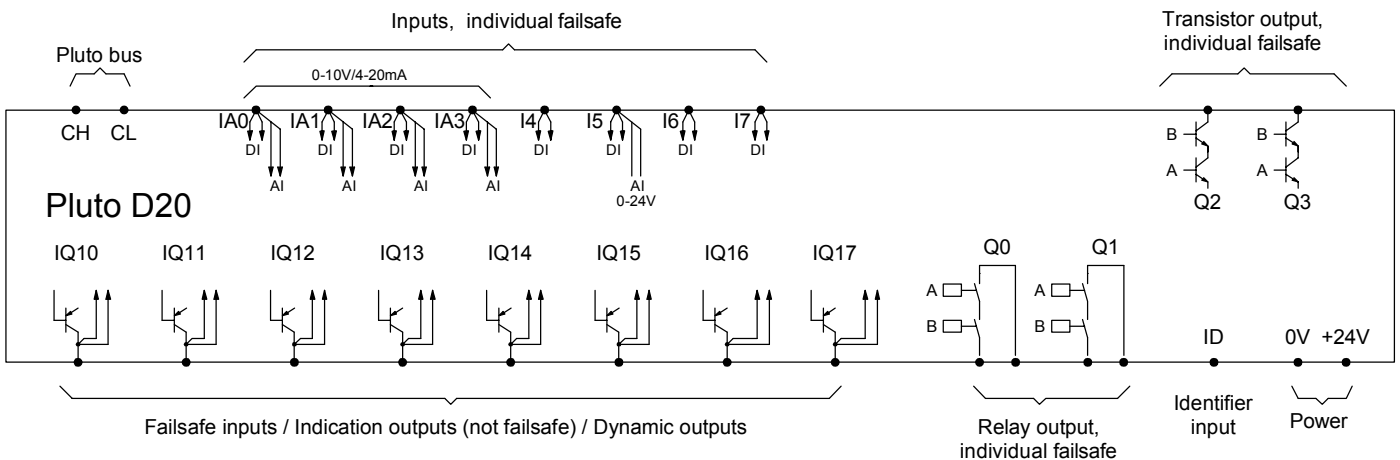 Inputs, individual failsafe
Transistor output,
individual failsafe
Pluto bus
0-10V/4-20mA
CH CL
IA0 IA1 IA2 IA3 I4 I5 I6 I7
DI DI DI DI DI DI DI DI
AI AI AI AI AI
0-24V
B B
A A
Q2 Q3
Pluto D20
IQ10 IQ11 IQ12 IQ13 IQ14 IQ15 IQ16 IQ17
Q0 Q1
A A
B B
ID 0V +24V
Failsafe inputs / Indication outputs (not failsafe) / Dynamic outputs
Relay output,
individual failsafe
Identifier
input
Power